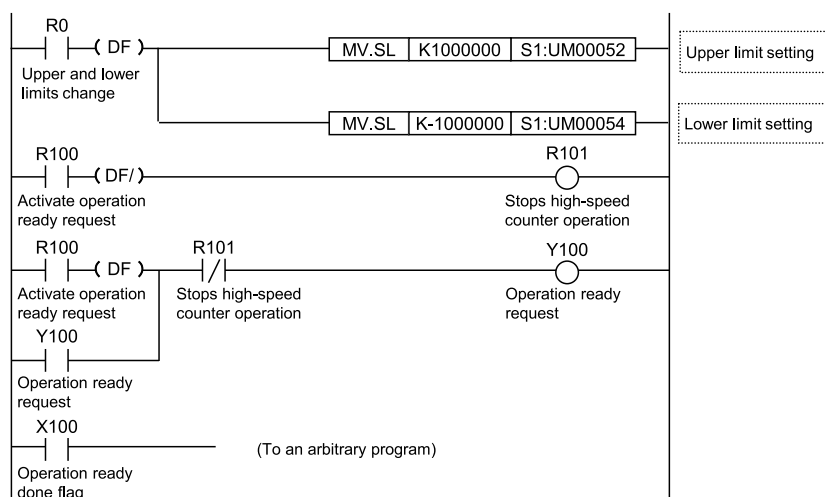 R0
( DF )
MV.SL K1000000 S1:UM00052
Upper limit setting
Upper and lower
limits change
MV.SL K-1000000 S1:UM00054
Lower limit setting
R100
( DF/ )
R101
Activate operation
ready request
Stops high-speed
counter operation
R100
( DF )
R101
Y100
Activate operation
ready request
Stops high-speed
counter operation
Operation ready
request
Y100
Operation ready
request
X100
(To an arbitrary program)
Operation ready
done flag